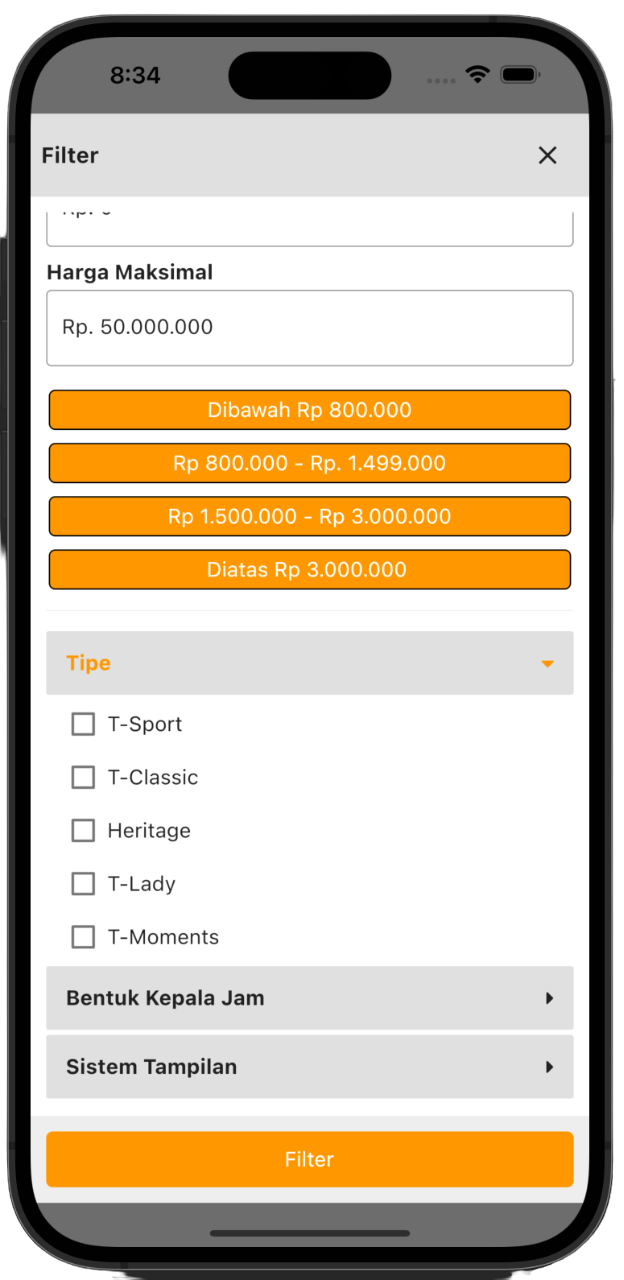 8:34
Filter
Harga Maksimal
Rp. 50.000.000
Dibawah Rp 800.000
Rp 800.000 - Rp. 1.499.000
Rp 1.500.000 - Rp 3.000.000
Diatas Rp 3.000.000
Tipe
T-Sport
T-Classic
Heritage
T-Lady
T-Moments
Bentuk Kepala Jam
Sistem Tampilan
Filter